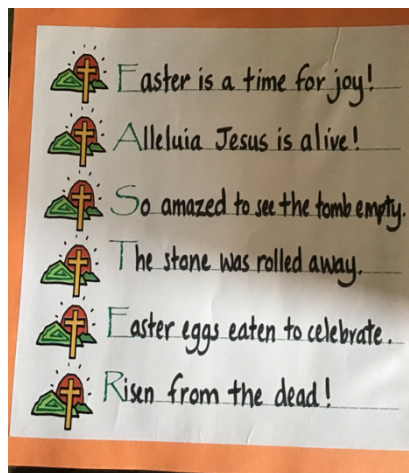 Easter is a time for joy!
Alleluia Jesus is alive!
So amazed to see the tomb empty.
The stone was rolled away.
Easter eggs eaten to celebrate.
Risen from the dead!